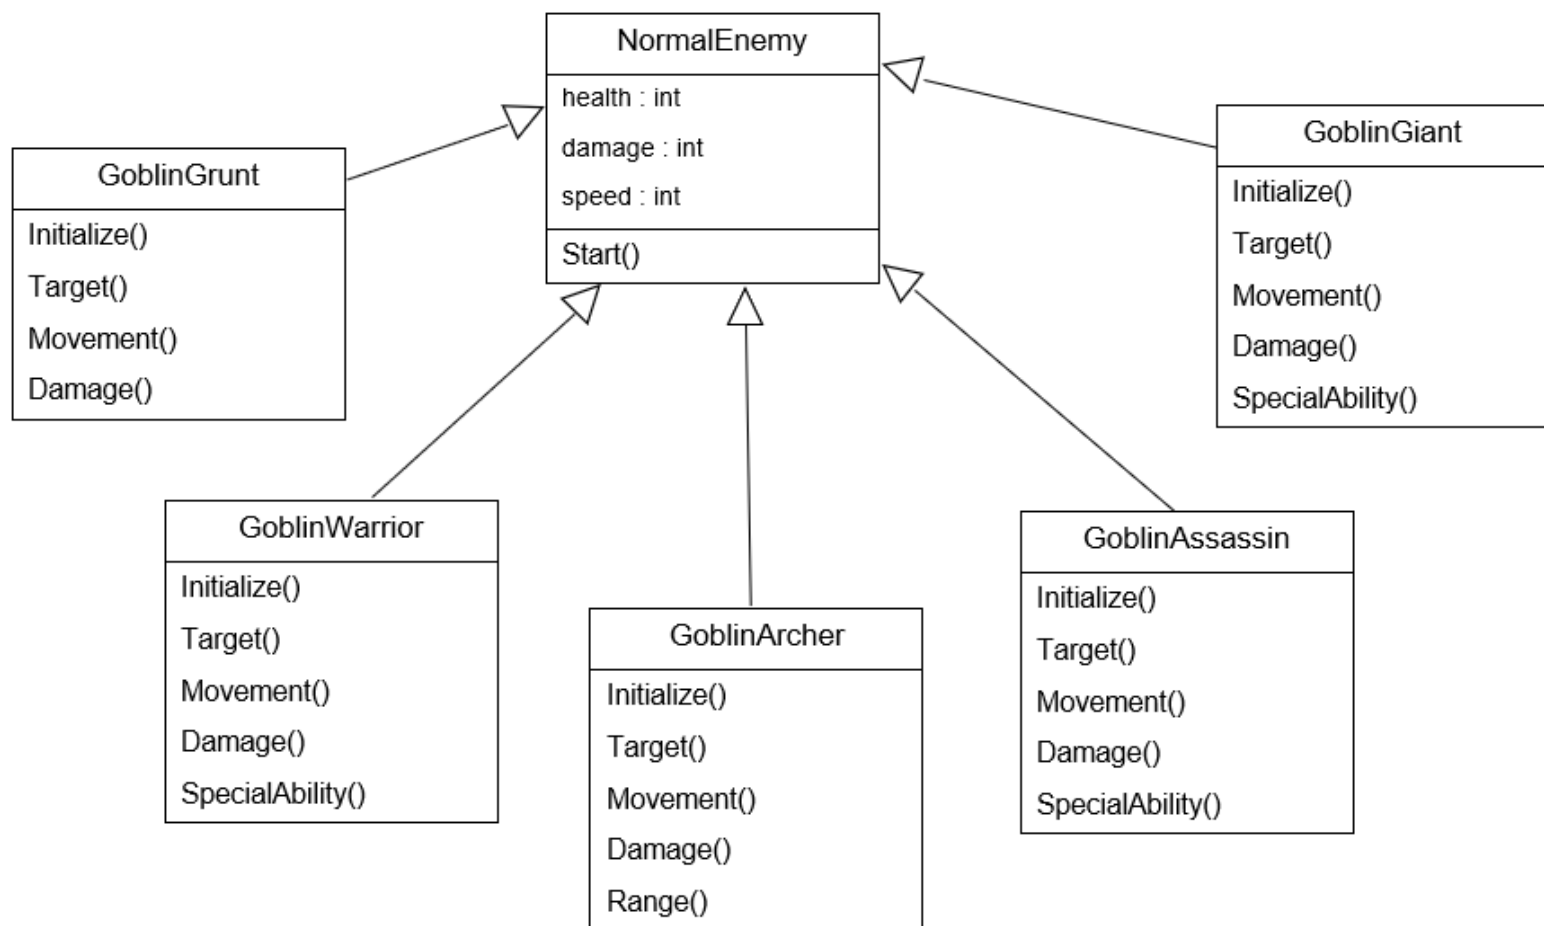 NormalEnemy
health : int
damage : int
speed : int
Start()
GoblinGrunt
Initialize()
Target()
Movement()
Damage()
GoblinGiant
Initialize()
Target()
Movement()
Damage()
SpecialAbility()
GoblinWarrior
Initialize()
Target()
Movement()
Damage()
SpecialAbility()
GoblinArcher
Initialize()
Target()
Movement()
Damage()
Range()
GoblinAssassin
Initialize()
Target()
Movement()
Damage()
SpecialAbility()